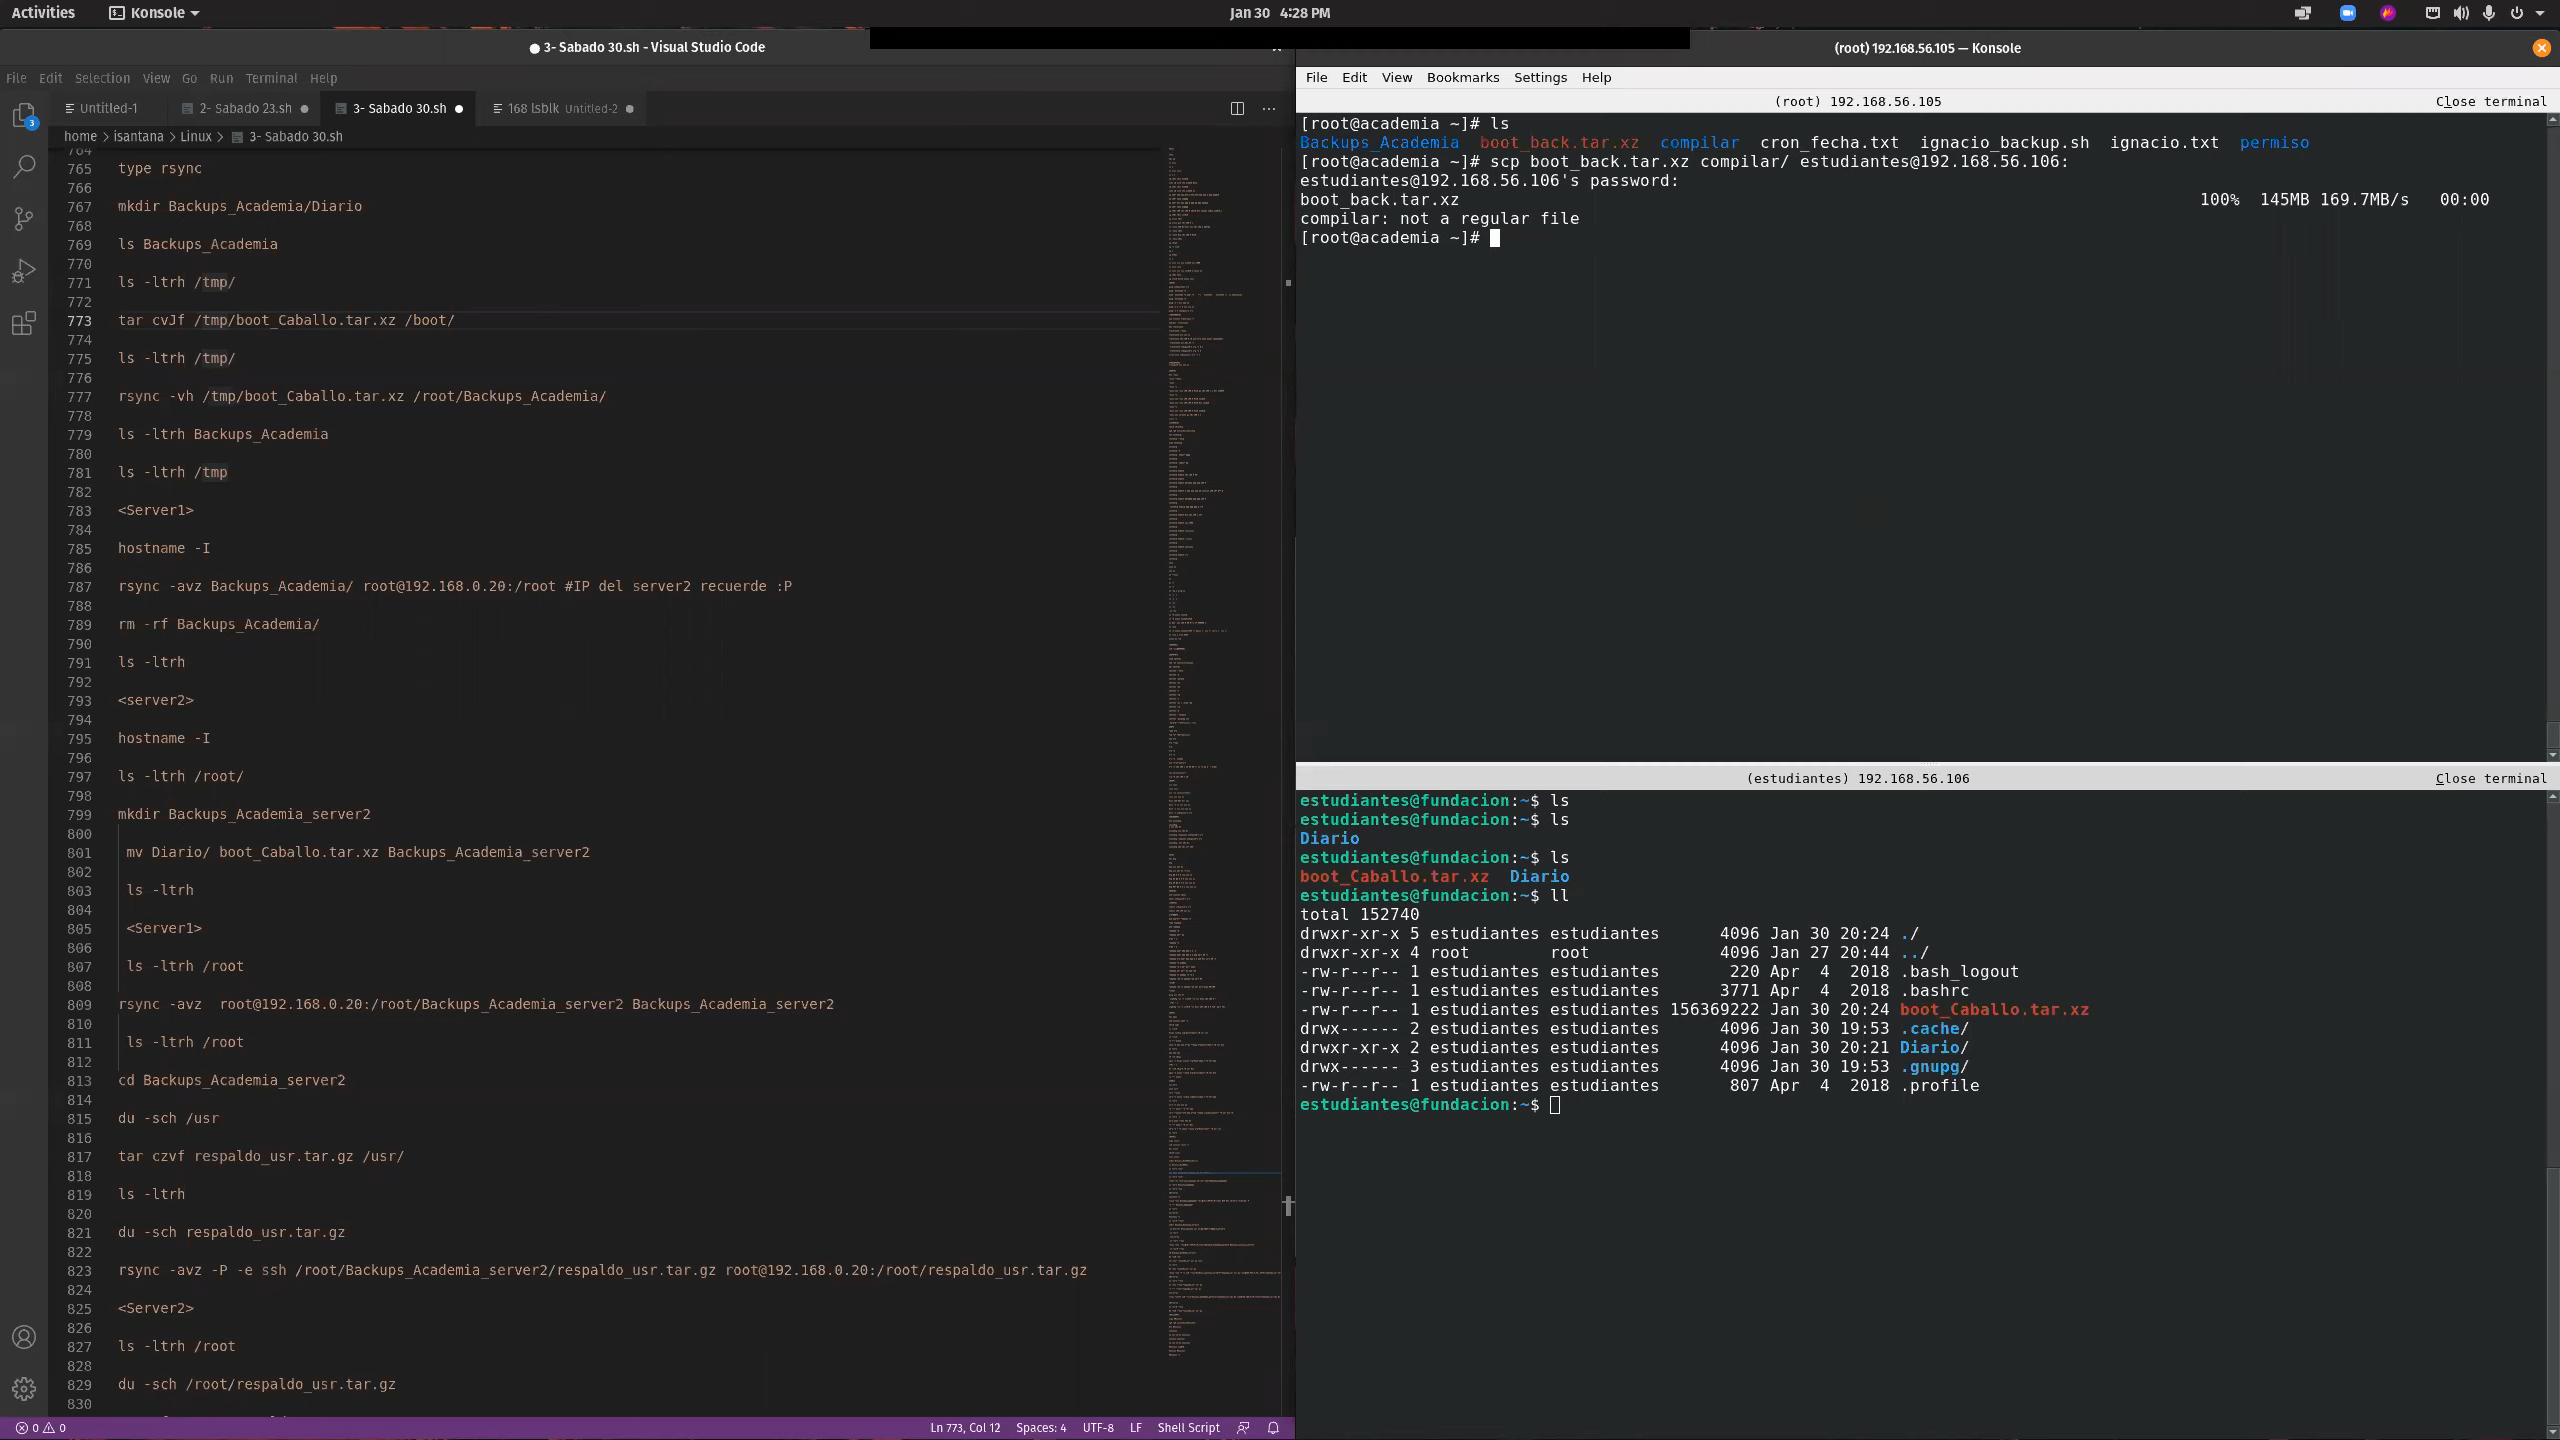 Activities
Konsole
Jan 30 4:28 PM
3- Sabado 30.sh - Visual Studio Code
File Edit Selection View Go Run Terminal Help
Untitled-1
2- Sabado 23.sh
3- Sabado 30.sh
168 lsblk Untitled-2
home > isantana > Linux > 3- Sabado 30.sh
3
764
765 type rsync
766
767 mkdir Backups_Academia/Diario
768
769 ls Backups_Academia
770
771 ls -ltrh /tmp/
772
773 tar cvJf /tmp/boot_Caballo.tar.xz /boot/
774
775 ls -ltrh /tmp/
776
777 rsync -vh /tmp/boot_Caballo.tar.xz /root/Backups_Academia/
778
779 ls -ltrh Backups_Academia
780
781 ls -ltrh /tmp
782
783 <Server1>
784
785 hostname -I
786
787 rsync -avz Backups_Academia/ root@192.168.0.20:/root #IP del server2 recuerde :P
788
789 rm -rf Backups_Academia/
790
791 ls -ltrh
792
793 <server2>
794
795 hostname -I
796
797 ls -ltrh /root/
798
799 mkdir Backups_Academia_server2
800
801 mv Diario/ boot_Caballo.tar.xz Backups_Academia_server2
802
803 ls -ltrh
804
805 <Server1>
806
807 ls -ltrh /root
808
809 rsync -avz  root@192.168.0.20:/root/Backups_Academia_server2 Backups_Academia_server2
810
811 ls -ltrh /root
812
813 cd Backups_Academia_server2
814
815 du -sch /usr
816
817 tar czvf respaldo_usr.tar.gz /usr/
818
819 ls -ltrh
820
821 du -sch respaldo_usr.tar.gz
822
823 rsync -avz -P -e ssh /root/Backups_Academia_server2/respaldo_usr.tar.gz root@192.168.0.20:/root/respaldo_usr.tar.gz
824
825 <Server2>
826
827 ls -ltrh /root
828
829 du -sch /root/respaldo_usr.tar.gz
830
0 0
Ln 773, Col 12 Spaces: 4 UTF-8 LF Shell Script
(root) 192.168.56.105 — Konsole
File Edit View Bookmarks Settings Help
(root) 192.168.56.105 Close terminal
[root@academia ~]# ls
Backups_Academia boot_back.tar.xz compilar cron_fecha.txt ignacio_backup.sh ignacio.txt permiso
[root@academia ~]# scp boot_back.tar.xz compilar/ estudiantes@192.168.56.106:
estudiantes@192.168.56.106's password:
boot_back.tar.xz 100% 145MB 169.7MB/s 00:00
compilar: not a regular file
[root@academia ~]#
(estudiantes) 192.168.56.106 Close terminal
estudiantes@fundacion:~$ ls
estudiantes@fundacion:~$ ls
Diario
estudiantes@fundacion:~$ ls
boot_Caballo.tar.xz Diario
estudiantes@fundacion:~$ ll
total 152740
drwxr-xr-x 5 estudiantes estudiantes 4096 Jan 30 20:24 ./
drwxr-xr-x 4 root root 4096 Jan 27 20:44 ../
-rw-r--r-- 1 estudiantes estudiantes 220 Apr 4 2018 .bash_logout
-rw-r--r-- 1 estudiantes estudiantes 3771 Apr 4 2018 .bashrc
-rw-r--r-- 1 estudiantes estudiantes 156369222 Jan 30 20:24 boot_Caballo.tar.xz
drwx------ 2 estudiantes estudiantes 4096 Jan 30 19:53 .cache/
drwxr-xr-x 2 estudiantes estudiantes 4096 Jan 30 20:21 Diario/
drwx------ 3 estudiantes estudiantes 4096 Jan 30 19:53 .gnupg/
-rw-r--r-- 1 estudiantes estudiantes 807 Apr 4 2018 .profile
estudiantes@fundacion:~$